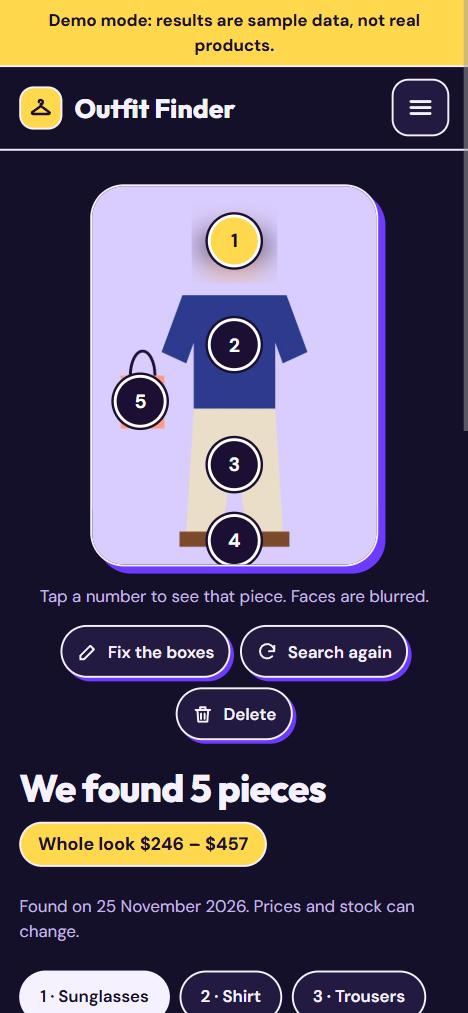 Demo mode: results are sample data, not real
products.
Outfit Finder
1
2
5
3
4
Tap a number to see that piece. Faces are blurred.
Fix the boxes
Search again
Delete
We found 5 pieces
Whole look $246 – $457
Found on 25 November 2026. Prices and stock can
change.
1 · Sunglasses
2 · Shirt
3 · Trousers